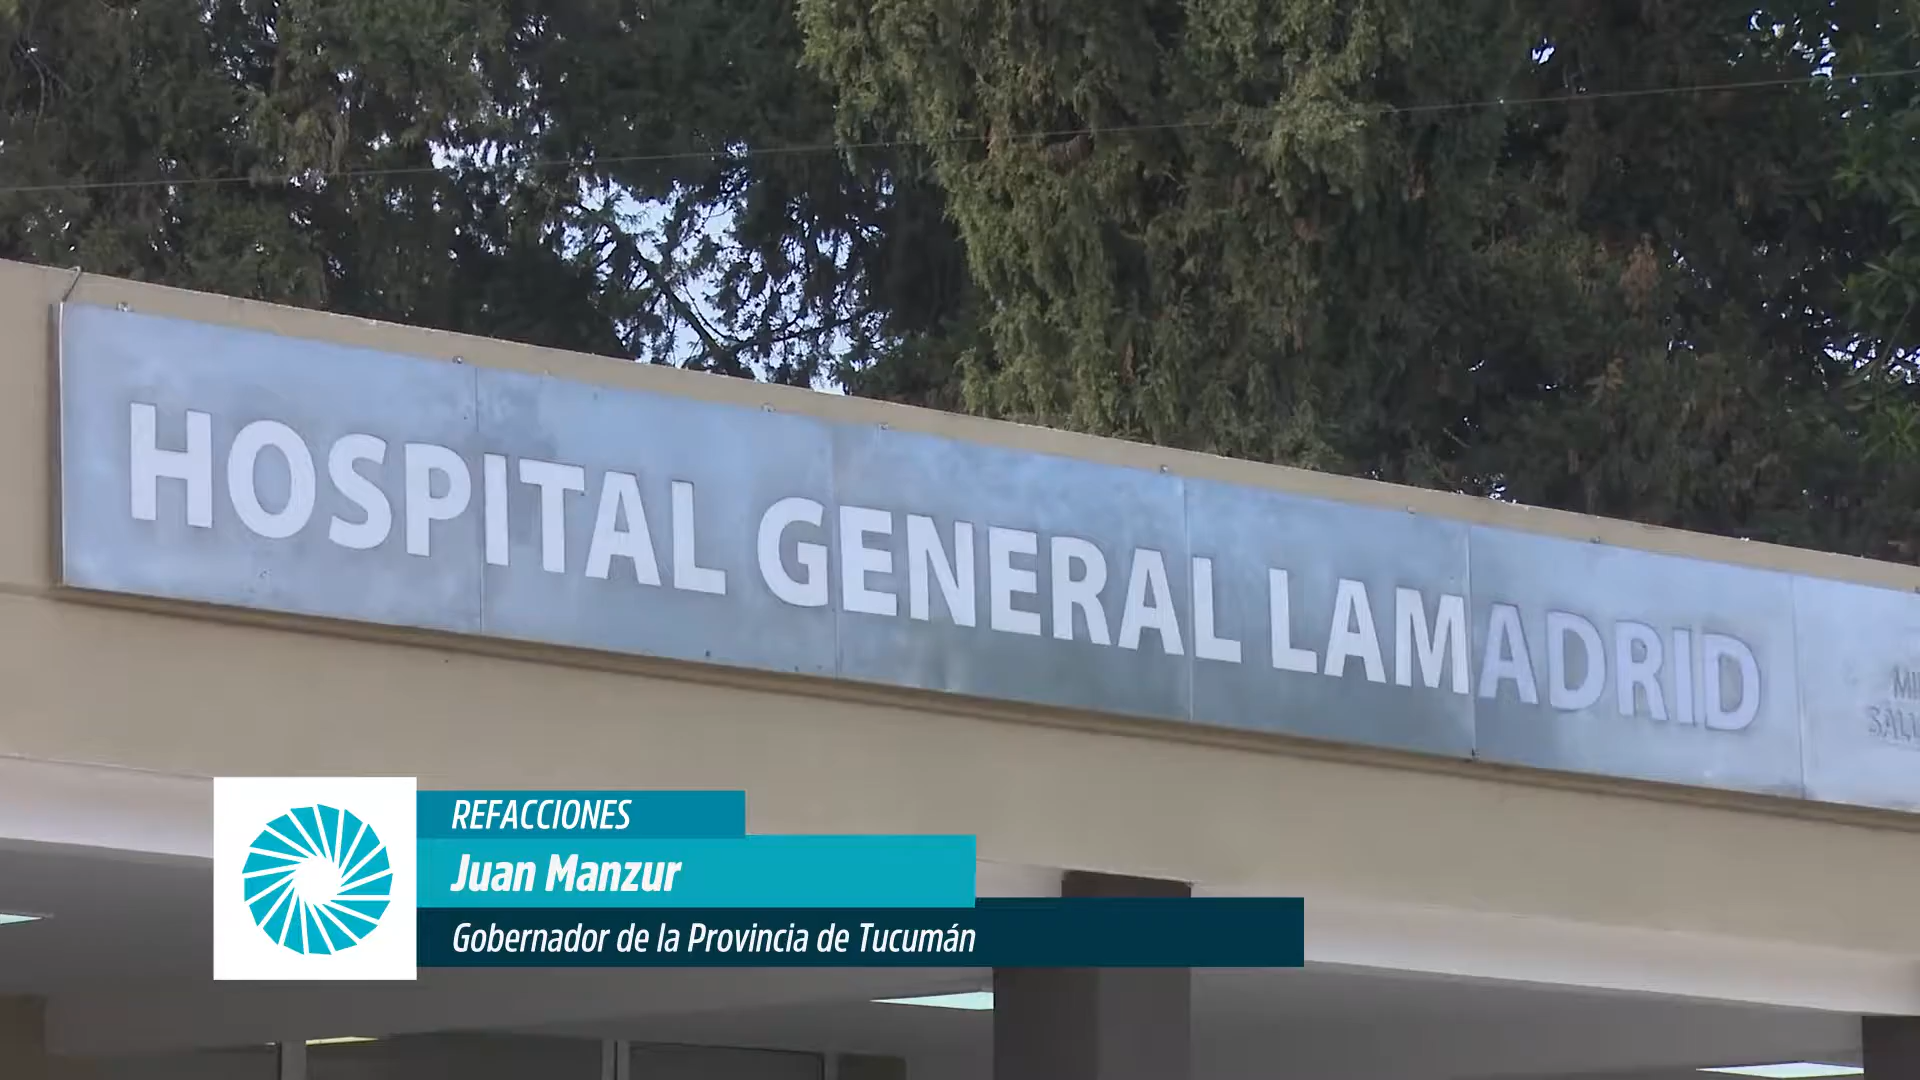 HOSPITAL GENERAL LAMADRID
REFACCIONES
Juan Manzur
Gobernador de la Provincia de Tucumán